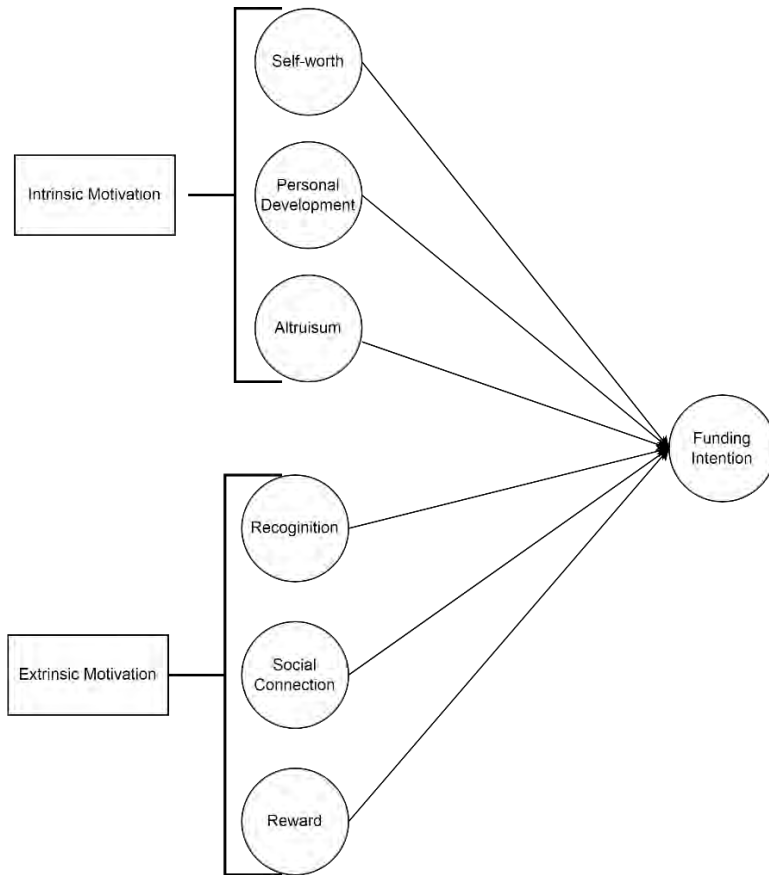 Self-worth
Intrinsic Motivation
Personal
Development
Altruisum
Funding
Intention
Recoginition
Extrinsic Motivation
Social
Connection
Reward